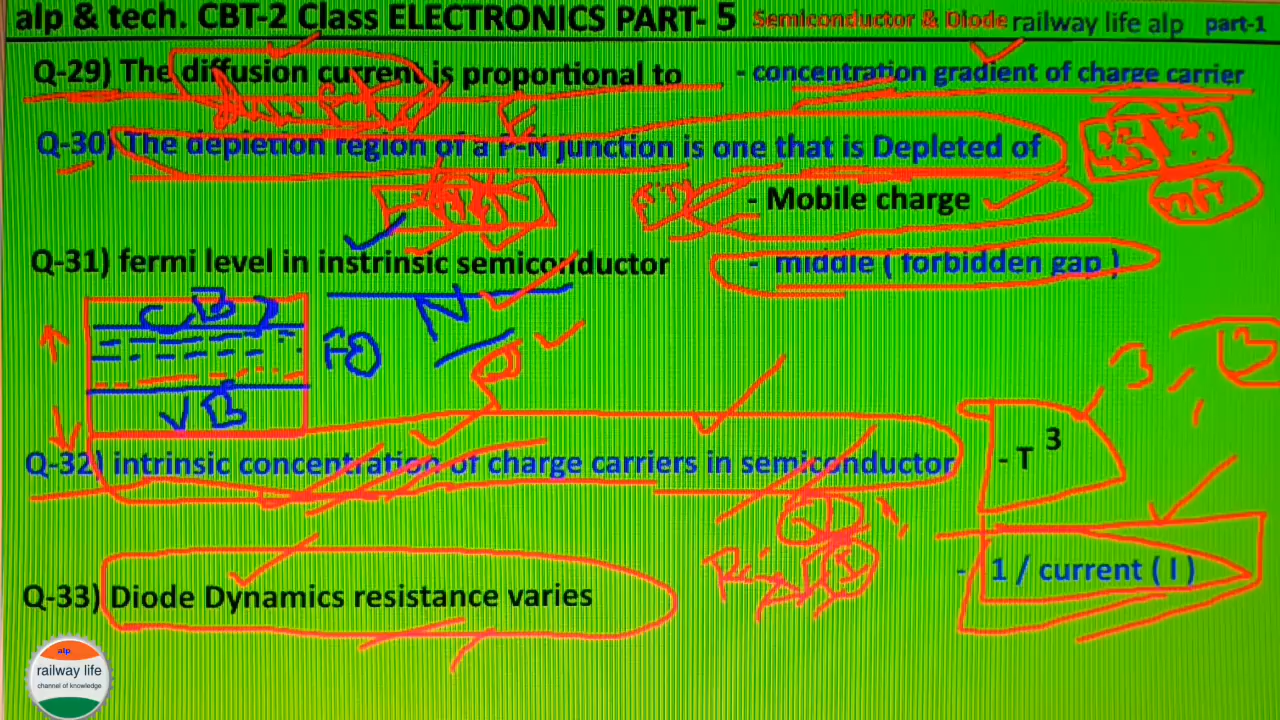 alp & tech. CBT-2 Class ELECTRONICS PART- 5 Semiconductor & Diode railway life alp part-1
Q-29) The diffusion current is proportional to - concentration gradient of charge carrier
Q-30) The depletion region of a P-N junction is one that is Depleted of
- Mobile charge
Q-31) fermi level in instrinsic semiconductor - middle ( forbidden gap )
CB
N
VB
P
3
Q-32) intrinsic concentration of charge carriers in semiconductor - T 3
Q-33) Diode Dynamics resistance varies - 1 / current ( I )
alp
railway life
channel of knowledge